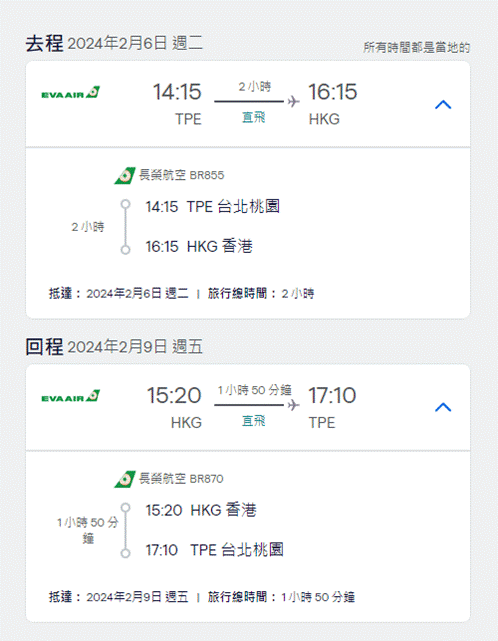 去程 2024年2月6日 週二
所有時間都是當地的
EVA AIR 14:15 2 小時 16:15
TPE 直飛 HKG
長榮航空 BR855
14:15 TPE 台北桃園
2 小時
16:15 HKG 香港
抵達： 2024年2月6日 週二 | 旅行總時間： 2 小時
回程 2024年2月9日 週五
EVA AIR 15:20 1 小時 50 分鐘 17:10
HKG 直飛 TPE
長榮航空 BR870
15:20 HKG 香港
1 小時 50 分
鐘
17:10 TPE 台北桃園
抵達： 2024年2月9日 週五 | 旅行總時間： 1 小時 50 分鐘